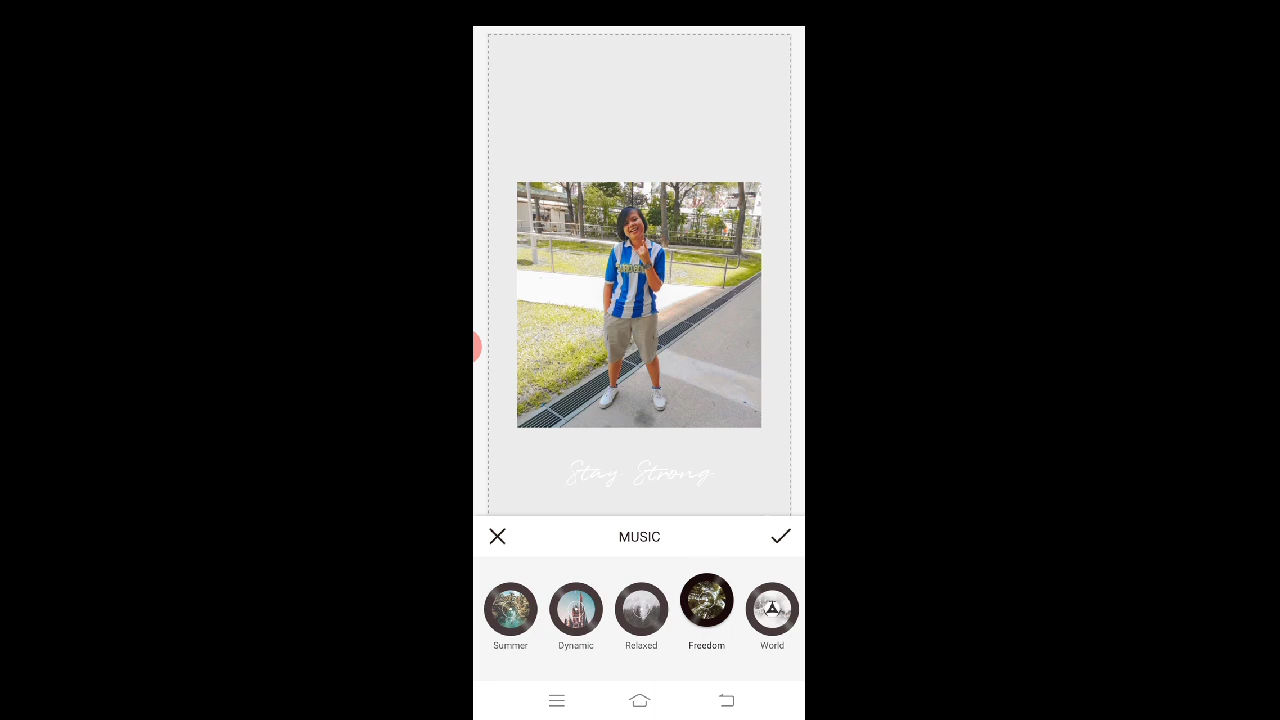 Stay Strong
MUSIC
Summer
Dynamic
Relaxed
Freedom
World